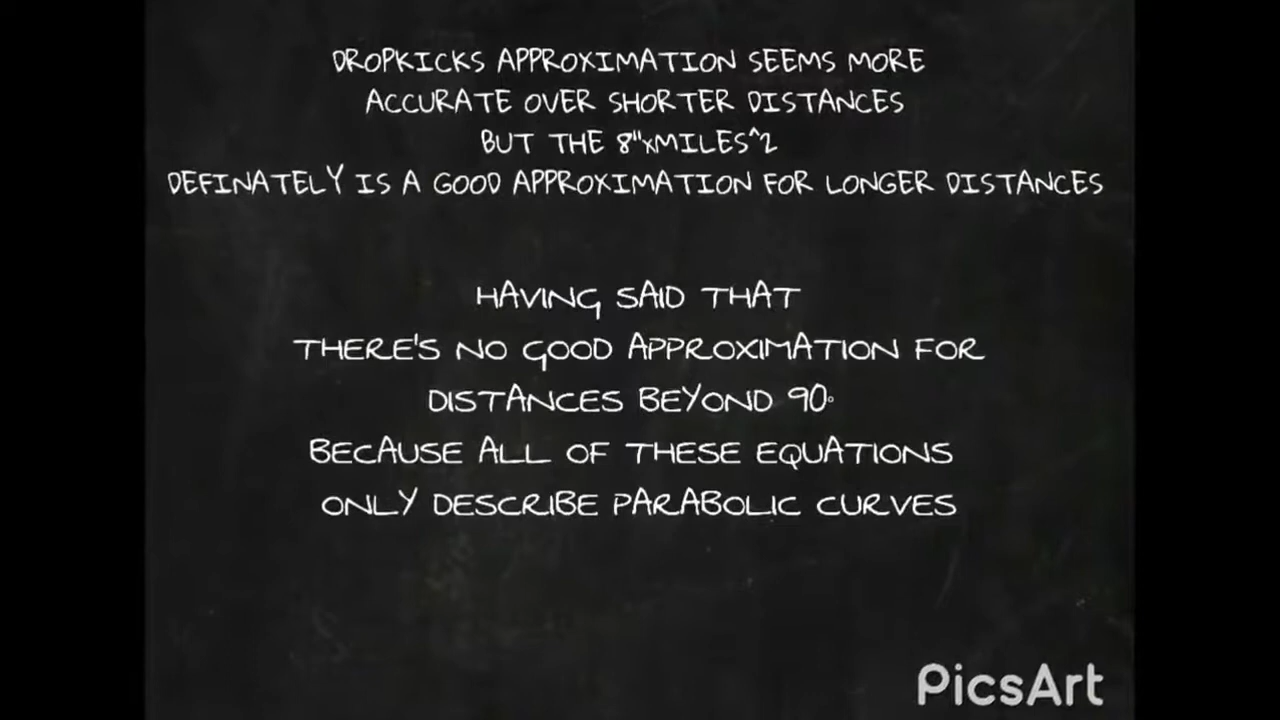 DROPKICKS APPROXIMATION SEEMS MORE
ACCURATE OVER SHORTER DISTANCES
BUT THE 8"xMILES^2
DEFINATELY IS A GOOD APPROXIMATION FOR LONGER DISTANCES
HAVING SAID THAT
THERE'S NO GOOD APPROXIMATION FOR
DISTANCES BEYOND 90°
BECAUSE ALL OF THESE EQUATIONS
ONLY DESCRIBE PARABOLIC CURVES
PicsArt